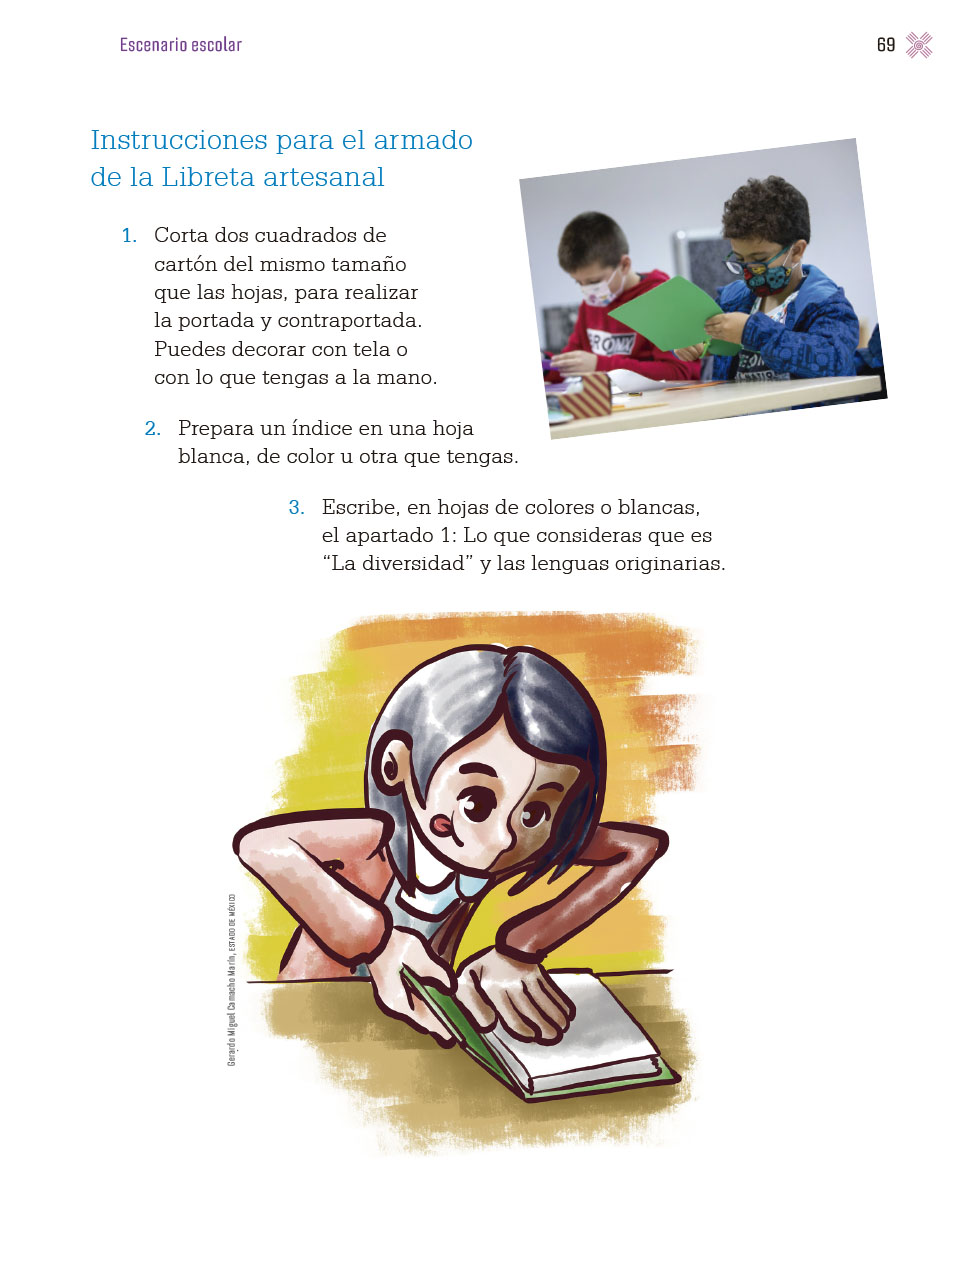 Escenario escolar
69
Instrucciones para el armado
de la Libreta artesanal
1. Corta dos cuadrados de
cartón del mismo tamaño
que las hojas, para realizar
la portada y contraportada.
Puedes decorar con tela o
con lo que tengas a la mano.
2. Prepara un índice en una hoja
blanca, de color u otra que tengas.
3. Escribe, en hojas de colores o blancas,
el apartado 1: Lo que consideras que es
“La diversidad” y las lenguas originarias.
Gerardo Miguel Camacho Marín, ESTADO DE MÉXICO